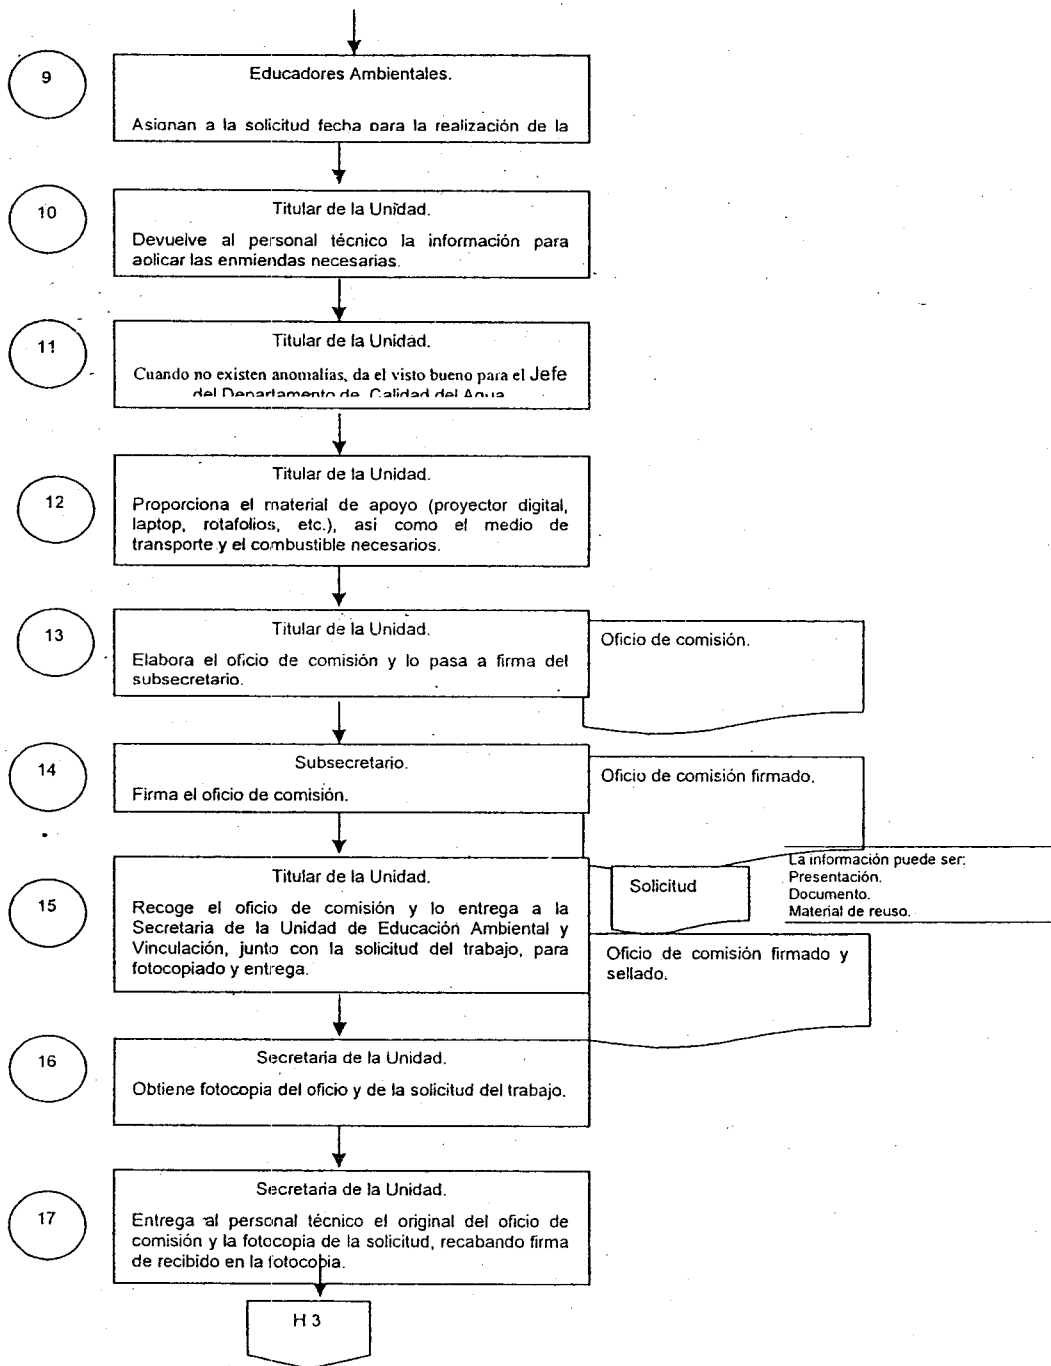 9
Educadores Ambientales.
Asignan a la solicitud fecha para la realización de la
10
Titular de la Unidad.
Devuelve al personal técnico la información para
aplicar las enmiendas necesarias.
11
Titular de la Unidad.
Cuando no existen anomalías, da el visto bueno para el Jefe
del Departamento de Calidad del Agua
12
Titular de la Unidad.
Proporciona el material de apoyo (proyector digital,
laptop, rotafolios, etc.), así como el medio de
transporte y el combustible necesarios.
13
Titular de la Unidad.
Elabora el oficio de comisión y lo pasa a firma del
subsecretario.
Oficio de comisión.
14
Subsecretario.
Firma el oficio de comisión.
Oficio de comisión firmado.
15
Titular de la Unidad.
Recoge el oficio de comisión y lo entrega a la
Secretaria de la Unidad de Educación Ambiental y
Vinculación, junto con la solicitud del trabajo, para
fotocopiado y entrega.
Solicitud
La información puede ser:
Presentación.
Documento.
Material de reuso.
Oficio de comisión firmado y
sellado.
16
Secretaria de la Unidad.
Obtiene fotocopia del oficio y de la solicitud del trabajo.
17
Secretaria de la Unidad.
Entrega al personal técnico el original del oficio de
comisión y la fotocopia de la solicitud, recabando firma
de recibido en la fotocopia.
H 3